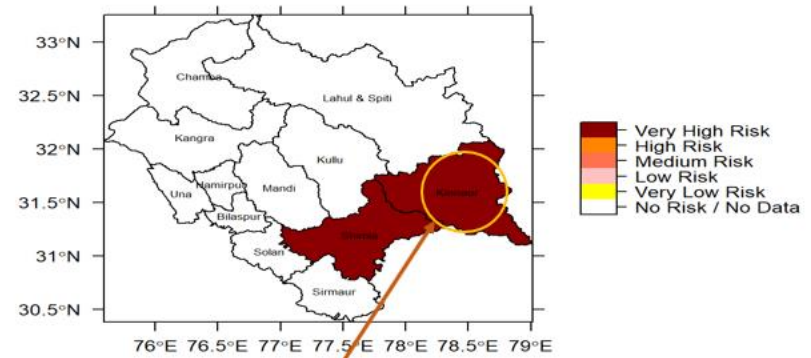 33°N
32.5°N
32°N
31.5°N
31°N
30.5°N
Chamba
Lahul & Spiti
Kangra
Kullu
Hamirpur
Mandi
Una
Kinnaur
Bilaspur
Shimla
Solan
Sirmaur
76°E 76.5°E 77°E 77.5°E 78°E 78.5°E 79°E
Very High Risk
High Risk
Medium Risk
Low Risk
Very Low Risk
No Risk / No Data